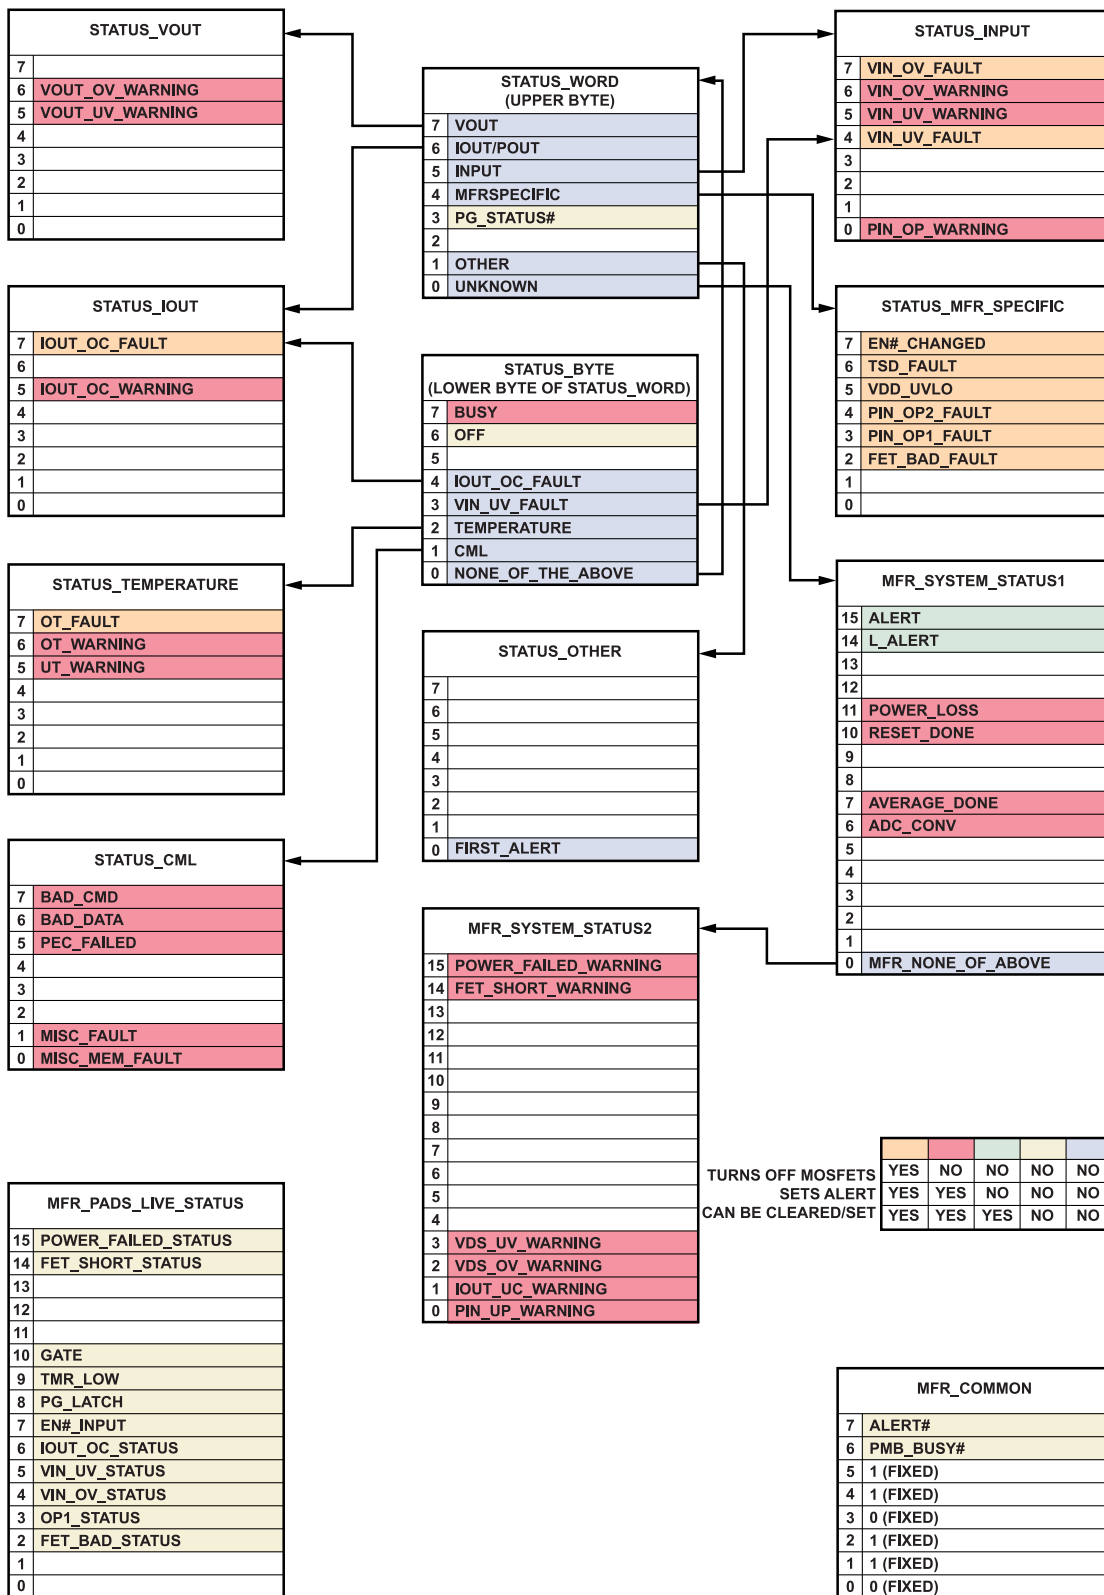 STATUS_VOUT
7
6 VOUT_OV_WARNING
5 VOUT_UV_WARNING
4
3
2
1
0
STATUS_IOUT
7 IOUT_OC_FAULT
6
5 IOUT_OC_WARNING
4
3
2
1
0
STATUS_TEMPERATURE
7 OT_FAULT
6 OT_WARNING
5 UT_WARNING
4
3
2
1
0
STATUS_CML
7 BAD_CMD
6 BAD_DATA
5 PEC_FAILED
4
3
2
1 MISC_FAULT
0 MISC_MEM_FAULT
MFR_PADS_LIVE_STATUS
15 POWER_FAILED_STATUS
14 FET_SHORT_STATUS
13
12
11
10 GATE
9 TMR_LOW
8 PG_LATCH
7 EN#_INPUT
6 IOUT_OC_STATUS
5 VIN_UV_STATUS
4 VIN_OV_STATUS
3 OP1_STATUS
2 FET_BAD_STATUS
1
0
STATUS_WORD
(UPPER BYTE)
7 VOUT
6 IOUT/POUT
5 INPUT
4 MFRSPECIFIC
3 PG_STATUS#
2
1 OTHER
0 UNKNOWN
STATUS_BYTE
(LOWER BYTE OF STATUS_WORD)
7 BUSY
6 OFF
5
4 IOUT_OC_FAULT
3 VIN_UV_FAULT
2 TEMPERATURE
1 CML
0 NONE_OF_THE_ABOVE
STATUS_OTHER
7
6
5
4
3
2
1
0 FIRST_ALERT
MFR_SYSTEM_STATUS2
15 POWER_FAILED_WARNING
14 FET_SHORT_WARNING
13
12
11
10
9
8
7
6
5
4
3 VDS_UV_WARNING
2 VDS_OV_WARNING
1 IOUT_UC_WARNING
0 PIN_UP_WARNING
STATUS_INPUT
7 VIN_OV_FAULT
6 VIN_OV_WARNING
5 VIN_UV_WARNING
4 VIN_UV_FAULT
3
2
1
0 PIN_OP_WARNING
STATUS_MFR_SPECIFIC
7 EN#_CHANGED
6 TSD_FAULT
5 VDD_UVLO
4 PIN_OP2_FAULT
3 PIN_OP1_FAULT
2 FET_BAD_FAULT
1
0
MFR_SYSTEM_STATUS1
15 ALERT
14 L_ALERT
13
12
11 POWER_LOSS
10 RESET_DONE
9
8
7 AVERAGE_DONE
6 ADC_CONV
5
4
3
2
1
0 MFR_NONE_OF_ABOVE
TURNS OFF MOSFETS YES NO NO NO NO
SETS ALERT YES YES NO NO NO
CAN BE CLEARED/SET YES YES YES NO NO
MFR_COMMON
7 ALERT#
6 PMB_BUSY#
5 1 (FIXED)
4 1 (FIXED)
3 0 (FIXED)
2 1 (FIXED)
1 1 (FIXED)
0 0 (FIXED)